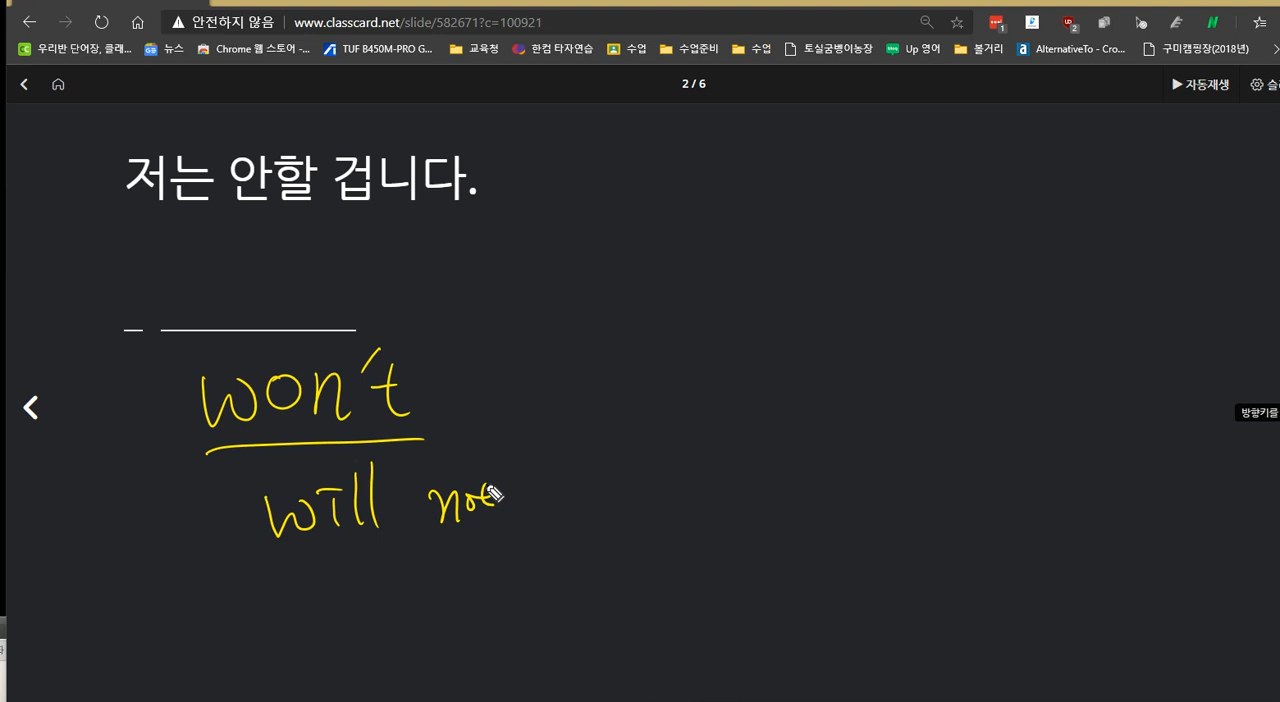 안전하지 않음 www.classcard.net/slide/582671?c=100921
우리반 단어장, 클래... 뉴스 Chrome 웹 스토어 -... TUF B450M-PRO G... 교육청 한컴 타자연습 수업 수업준비 수업 토실굼벵이농장 Up 영어 볼거리 AlternativeTo - Cro... 구미캠핑장(2018년)
2 / 6 자동재생 슬
저는 안할 겁니다.
won't
방향키를
will not